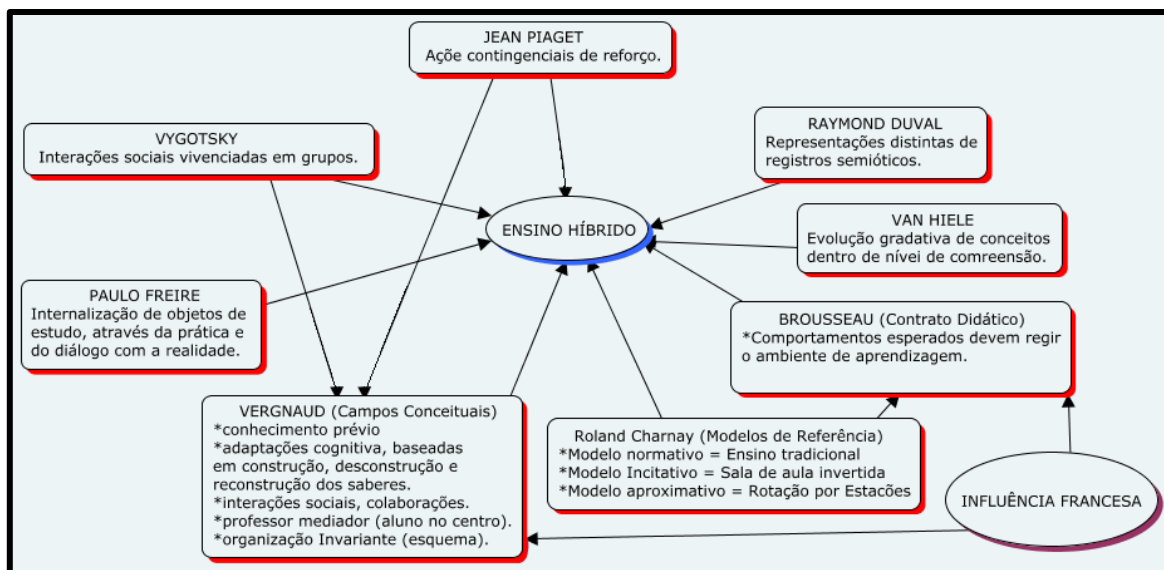 JEAN PIAGET
Açõe contingenciais de reforço.
VYGOTSKY
Interações sociais vivenciadas em grupos.
RAYMOND DUVAL
Representações distintas de
registros semióticos.
ENSINO HÍBRIDO
VAN HIELE
Evolução gradativa de conceitos
dentro de nível de comreensão.
PAULO FREIRE
Internalização de objetos de
estudo, através da prática e
do diálogo com a realidade.
BROUSSEAU (Contrato Didático)
*Comportamentos esperados devem regir
o ambiente de aprendizagem.
VERGNAUD (Campos Conceituais)
*conhecimento prévio
*adaptações cognitiva, baseadas
em construção, desconstrução e
reconstrução dos saberes.
*interações sociais, colaborações.
*professor mediador (aluno no centro).
*organização Invariante (esquema).
Roland Charnay (Modelos de Referência)
*Modelo normativo = Ensino tradicional
*Modelo Incitativo = Sala de aula invertida
*Modelo aproximativo = Rotação por Estacões
INFLUÊNCIA FRANCESA